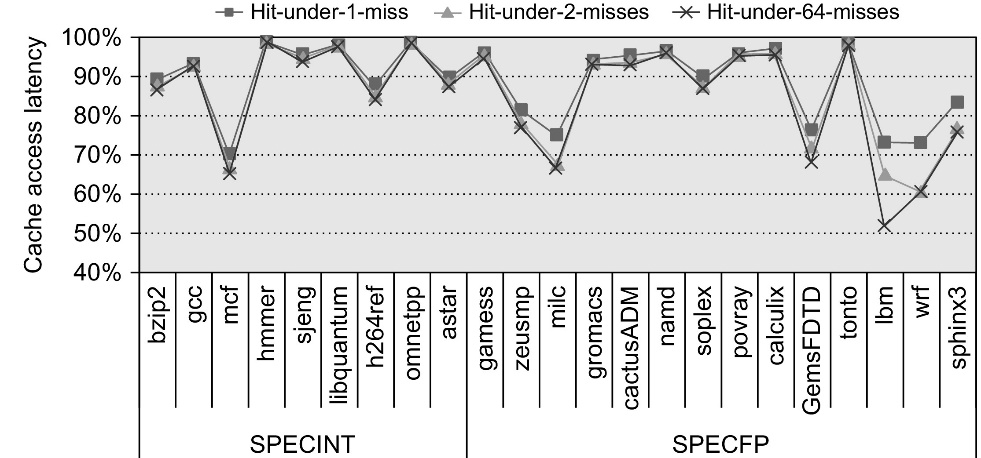 Hit-under-1-miss Hit-under-2-misses Hit-under-64-misses
Cache access latency
100%
90%
80%
70%
60%
50%
40%
bzip2
gcc
mcf
hmmer
sjeng
libquantum
h264ref
omnetpp
astar
gamess
zeusmp
milc
gromacs
cactusADM
namd
soplex
povray
calculix
GemsFDTD
tonto
lbm
wrf
sphinx3
SPECINT SPECFP